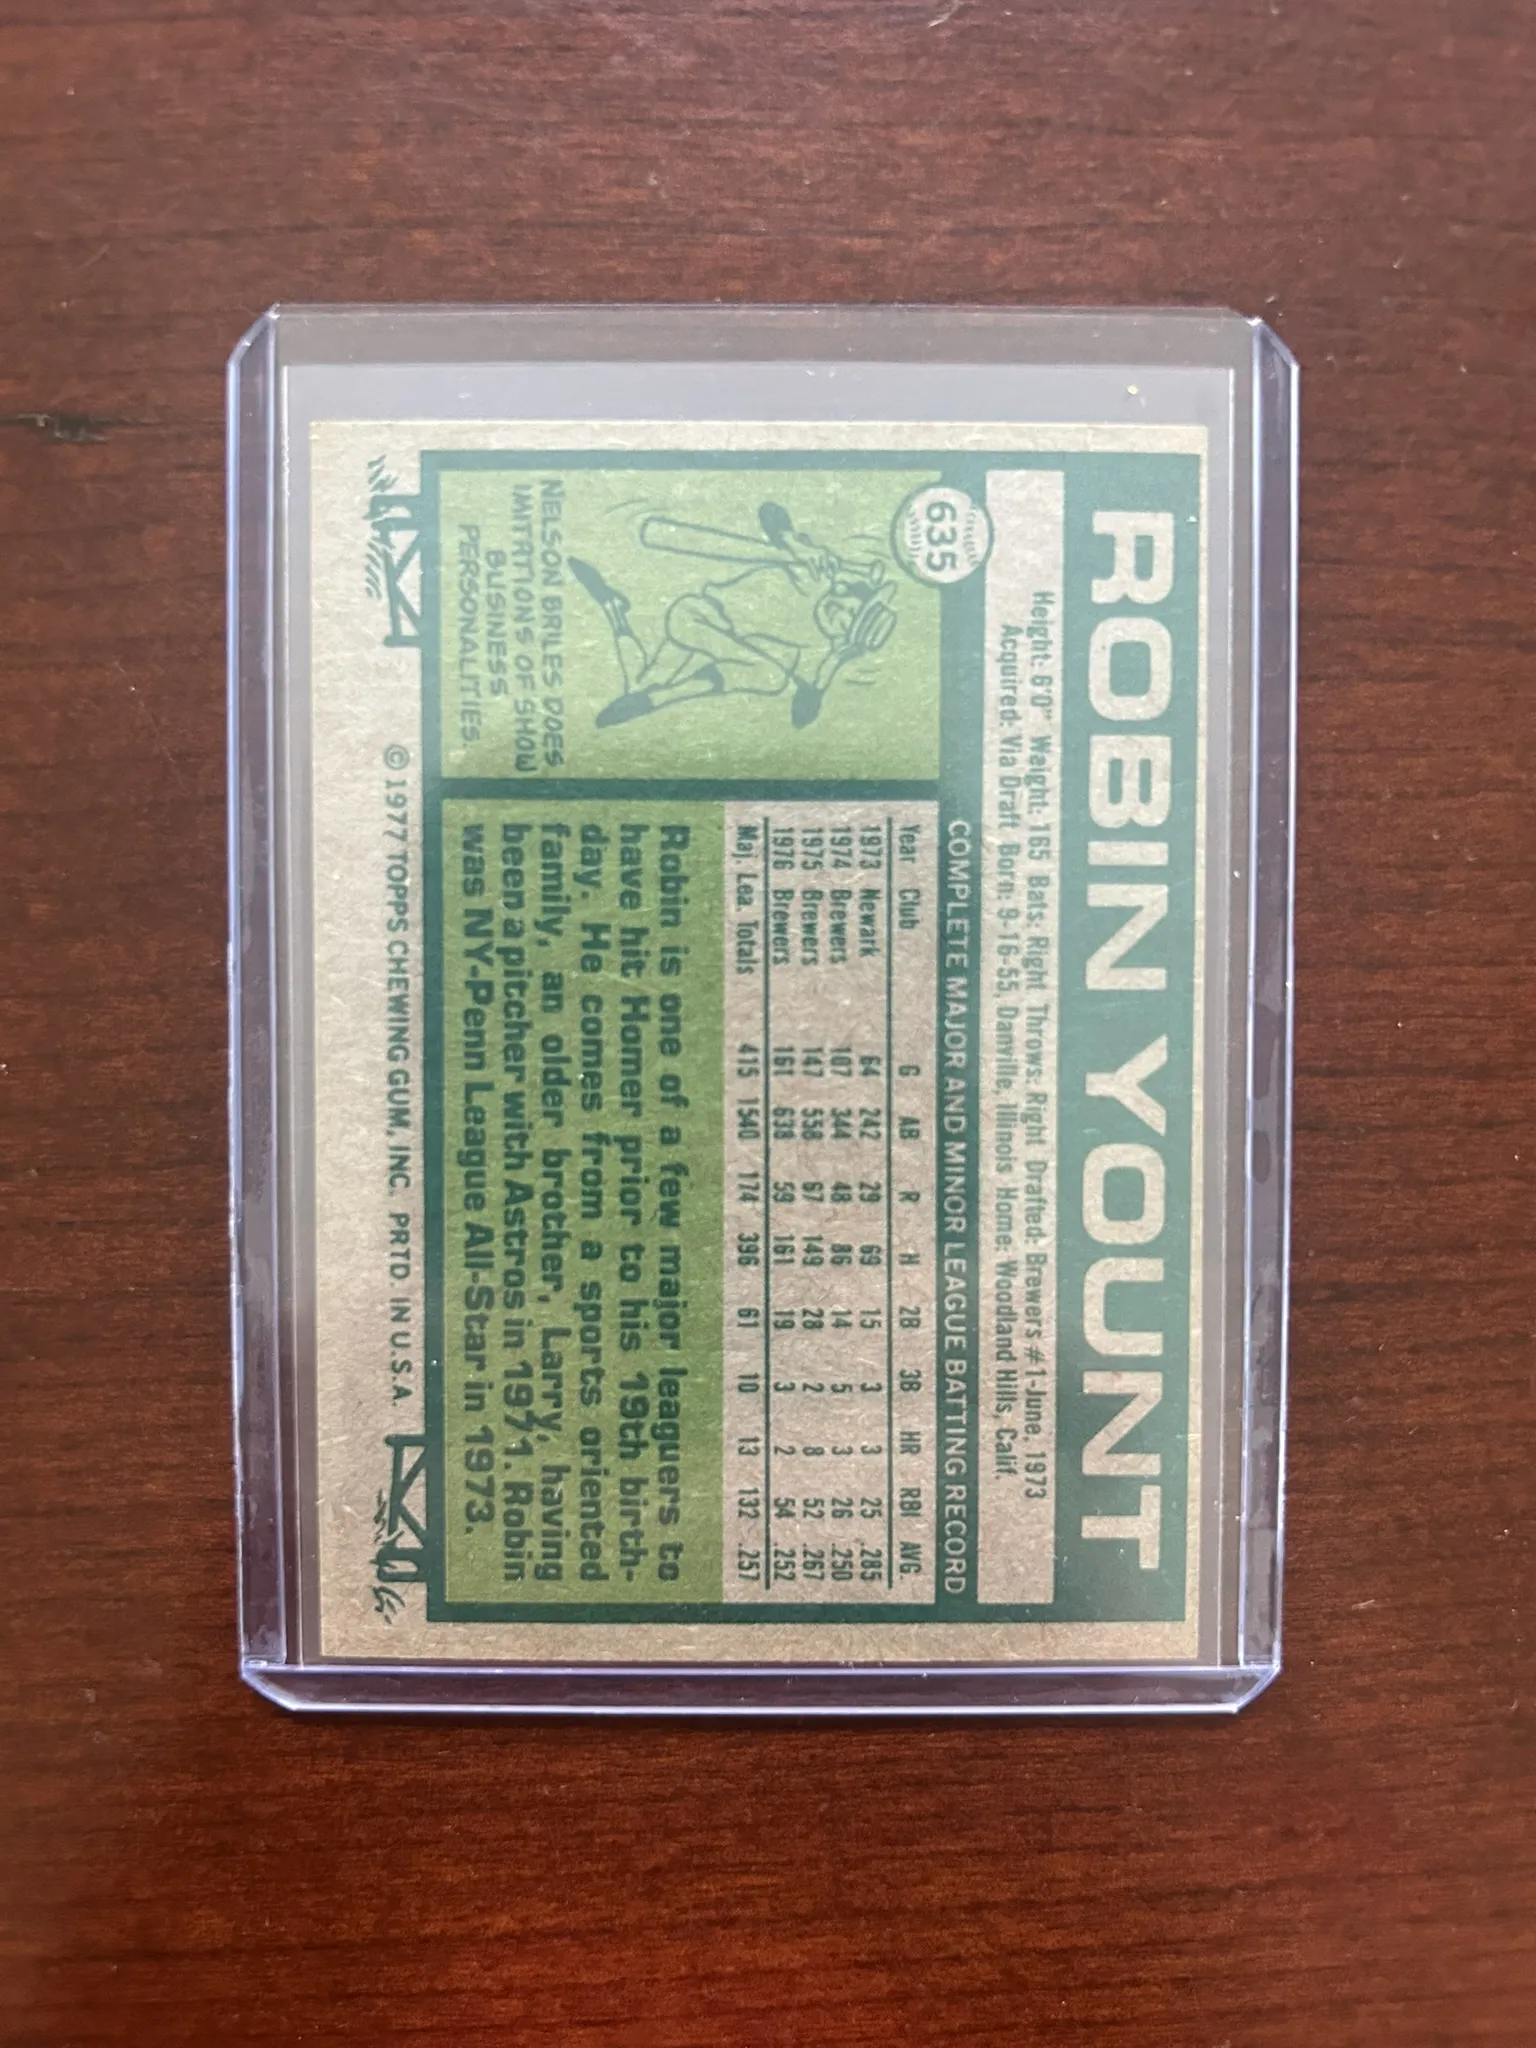 635
ROBIN YOUNT
Height: 6'0" Weight: 165 Bats: Right Throws: Right Drafted: Brewers #1-June, 1973
Acquired: Via Draft Born: 9-16-55, Danville, Illinois Home: Woodland Hills, Calif.
COMPLETE MAJOR AND MINOR LEAGUE BATTING RECORD
Year Club G AB R H 2B 3B HR RBI AVG.
1973 Newark 64 242 29 69 15 3 3 25 .285
1974 Brewers 107 344 48 86 14 5 3 26 .250
1975 Brewers 147 558 67 149 28 2 8 52 .267
1976 Brewers 161 638 59 161 19 3 2 54 .252
Maj. Lea. Totals 415 1540 174 396 61 10 13 132 .257
NELSON BRILES DOES
IMITATIONS OF SHOW
BUSINESS
PERSONALITIES.
Robin is one of a few major leaguers to
have hit Homer prior to his 19th birth-
day. He comes from a sports oriented
family, an older brother, Larry, having
been a pitcher with Astros in 1971. Robin
was NY-Penn League All-Star in 1973.
© 1977 TOPPS CHEWING GUM, INC. PRTD. IN U.S.A.